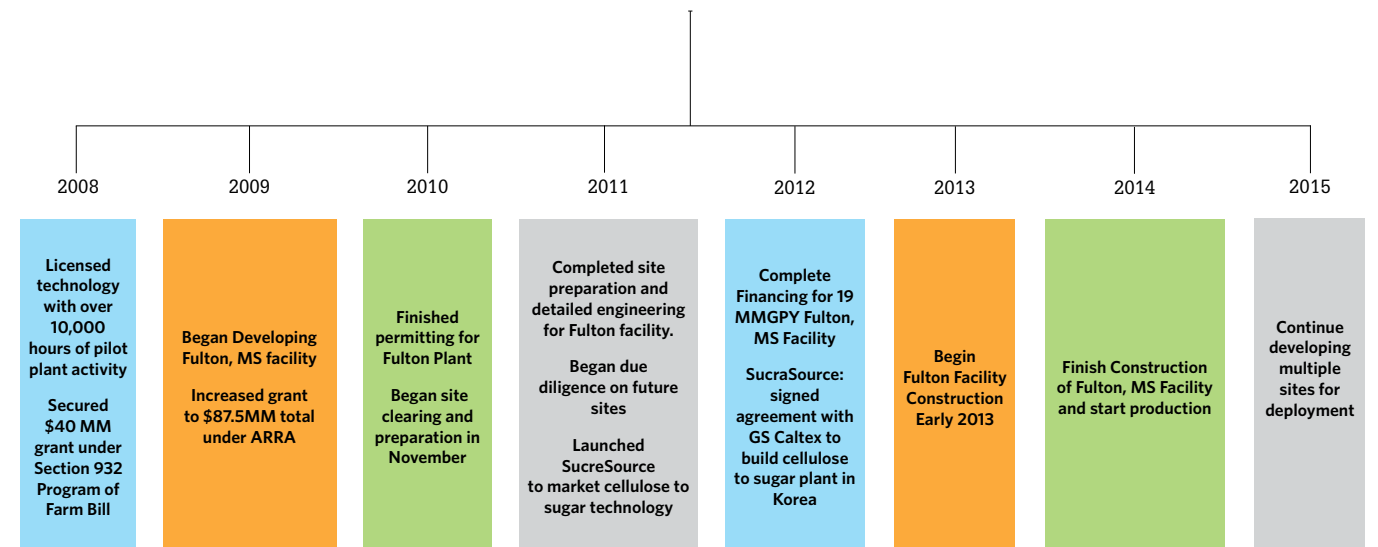 2008
2009
2010
2011
2012
2013
2014
2015
Licensed
technology
with over
10,000
hours of pilot
plant activity
Secured
$40 MM
grant under
Section 932
Program of
Farm Bill
Began Developing
Fulton, MS facility
Increased grant
to $87.5MM total
under ARRA
Finished
permitting for
Fulton Plant
Began site
clearing and
preparation in
November
Completed site
preparation and
detailed engineering
for Fulton facility.
Began due
diligence on future
sites
Launched
SucreSource
to market cellulose to
sugar technology
Complete
Financing for 19
MMGPY Fulton,
MS Facility
SucraSource:
signed
agreement with
GS Caltex to
build cellulose
to sugar plant in
Korea
Begin
Fulton Facility
Construction
Early 2013
Finish Construction
of Fulton, MS Facility
and start production
Continue
developing
multiple
sites for
deployment